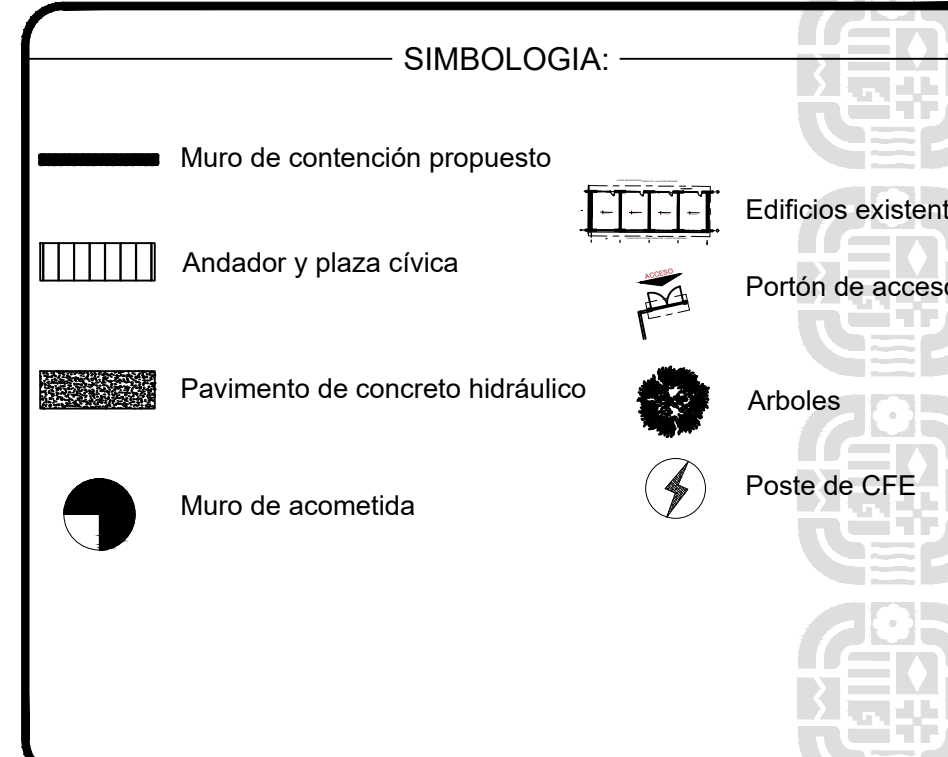 SIMBOLOGIA:
Muro de contención propuesto
Andador y plaza cívica
Pavimento de concreto hidráulico
Muro de acometida
Edificios existent
ACCESO
Portón de acceso
Arboles
Poste de CFE